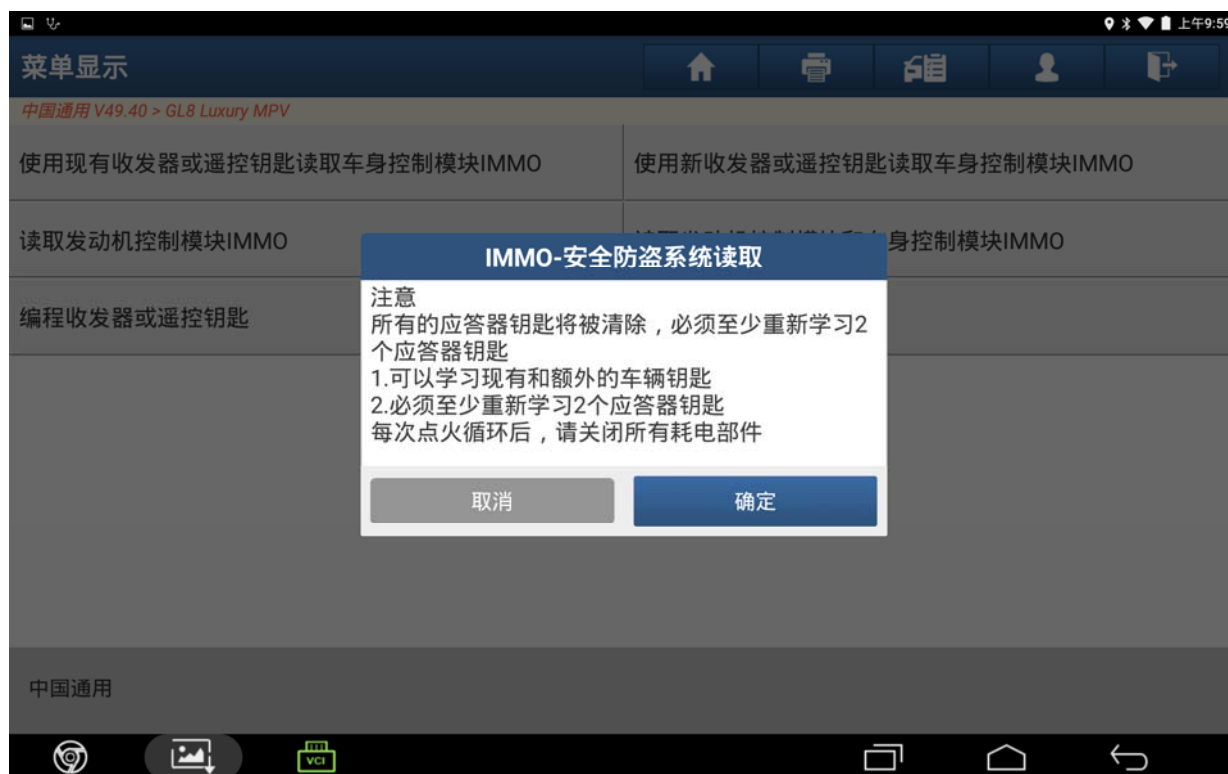 上午9:59
菜单显示
中国通用 V49.40 > GL8 Luxury MPV
使用现有收发器或遥控钥匙读取车身控制模块IMMO
使用新收发器或遥控钥匙读取车身控制模块IMMO
读取发动机控制模块IMMO
身控制模块IMMO
编程收发器或遥控钥匙
IMMO-安全防盗系统读取
注意
所有的应答器钥匙将被清除，必须至少重新学习2
个应答器钥匙
1.可以学习现有和额外的车辆钥匙
2.必须至少重新学习2个应答器钥匙
每次点火循环后，请关闭所有耗电部件
取消
确定
中国通用
VCI